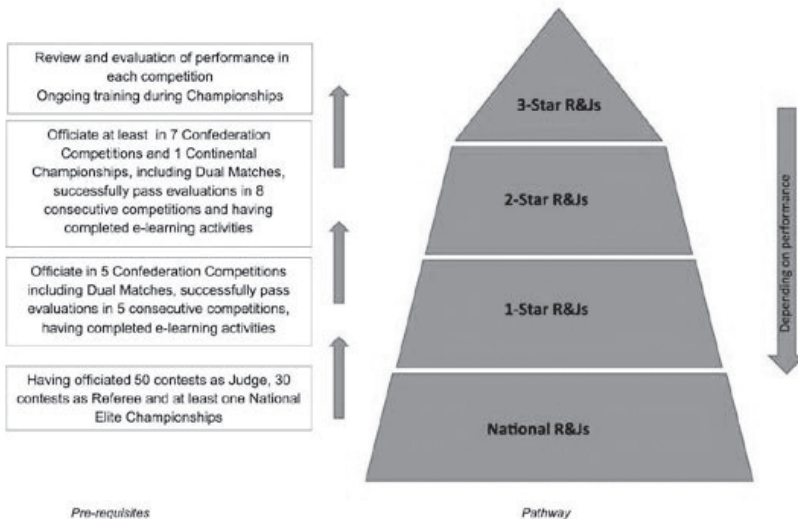 Review and evaluation of performance in
each competition
Ongoing training during Championships
Officiate at least in 7 Confederation
Competitions and 1 Continental
Championships, including Dual Matches,
successfully pass evaluations in 8
consecutive competitions and having
completed e-learning activities
Officiate in 5 Confederation Competitions
including Dual Matches, successfully pass
evaluations in 5 consecutive competitions,
having completed e-learning activities
Having officiated 50 contests as Judge, 30
contests as Referee and at least one National
Elite Championships
Pre-requisites
3-Star R&Js
2-Star R&Js
1-Star R&Js
National R&Js
Pathway
Depending on performance